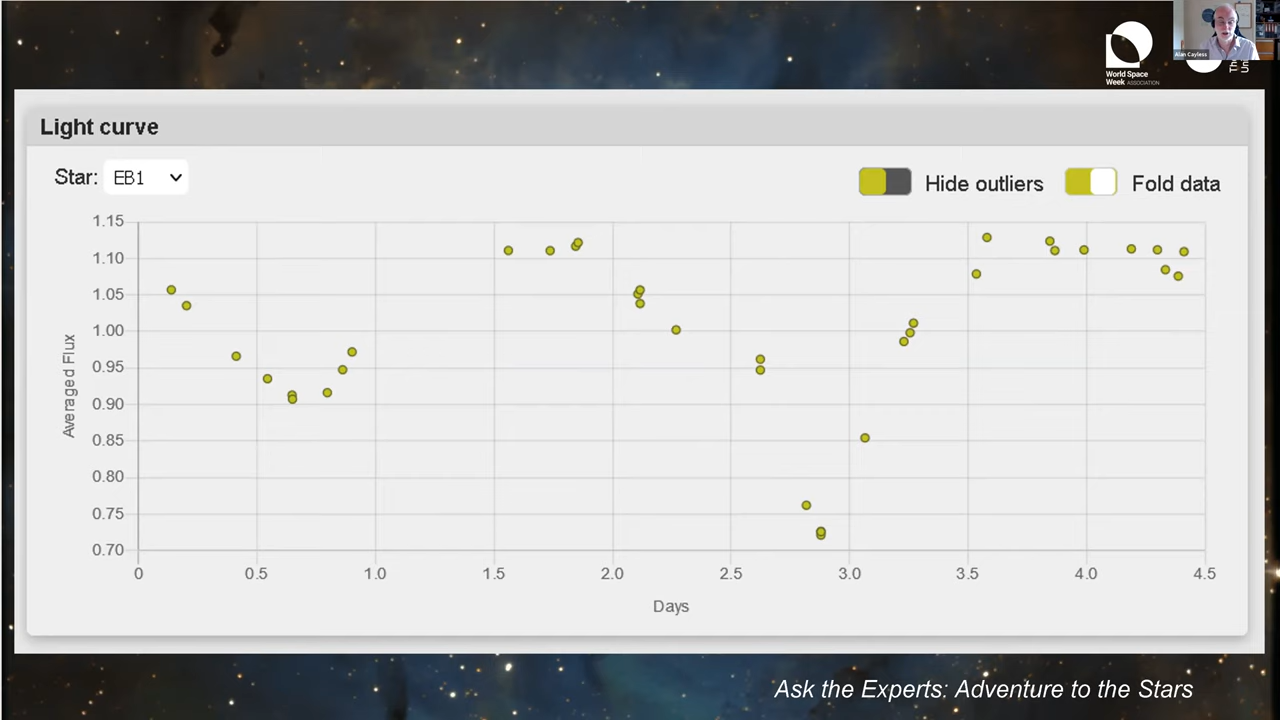 World Space
Week ASSOCIATION
Alan Cayless
Light curve
Star: EB1
Hide outliers
Fold data
1.15
1.10
1.05
1.00
0.95
0.90
0.85
0.80
0.75
0.70
Averaged Flux
0 0.5 1.0 1.5 2.0 2.5 3.0 3.5 4.0 4.5
Days
Ask the Experts: Adventure to the Stars